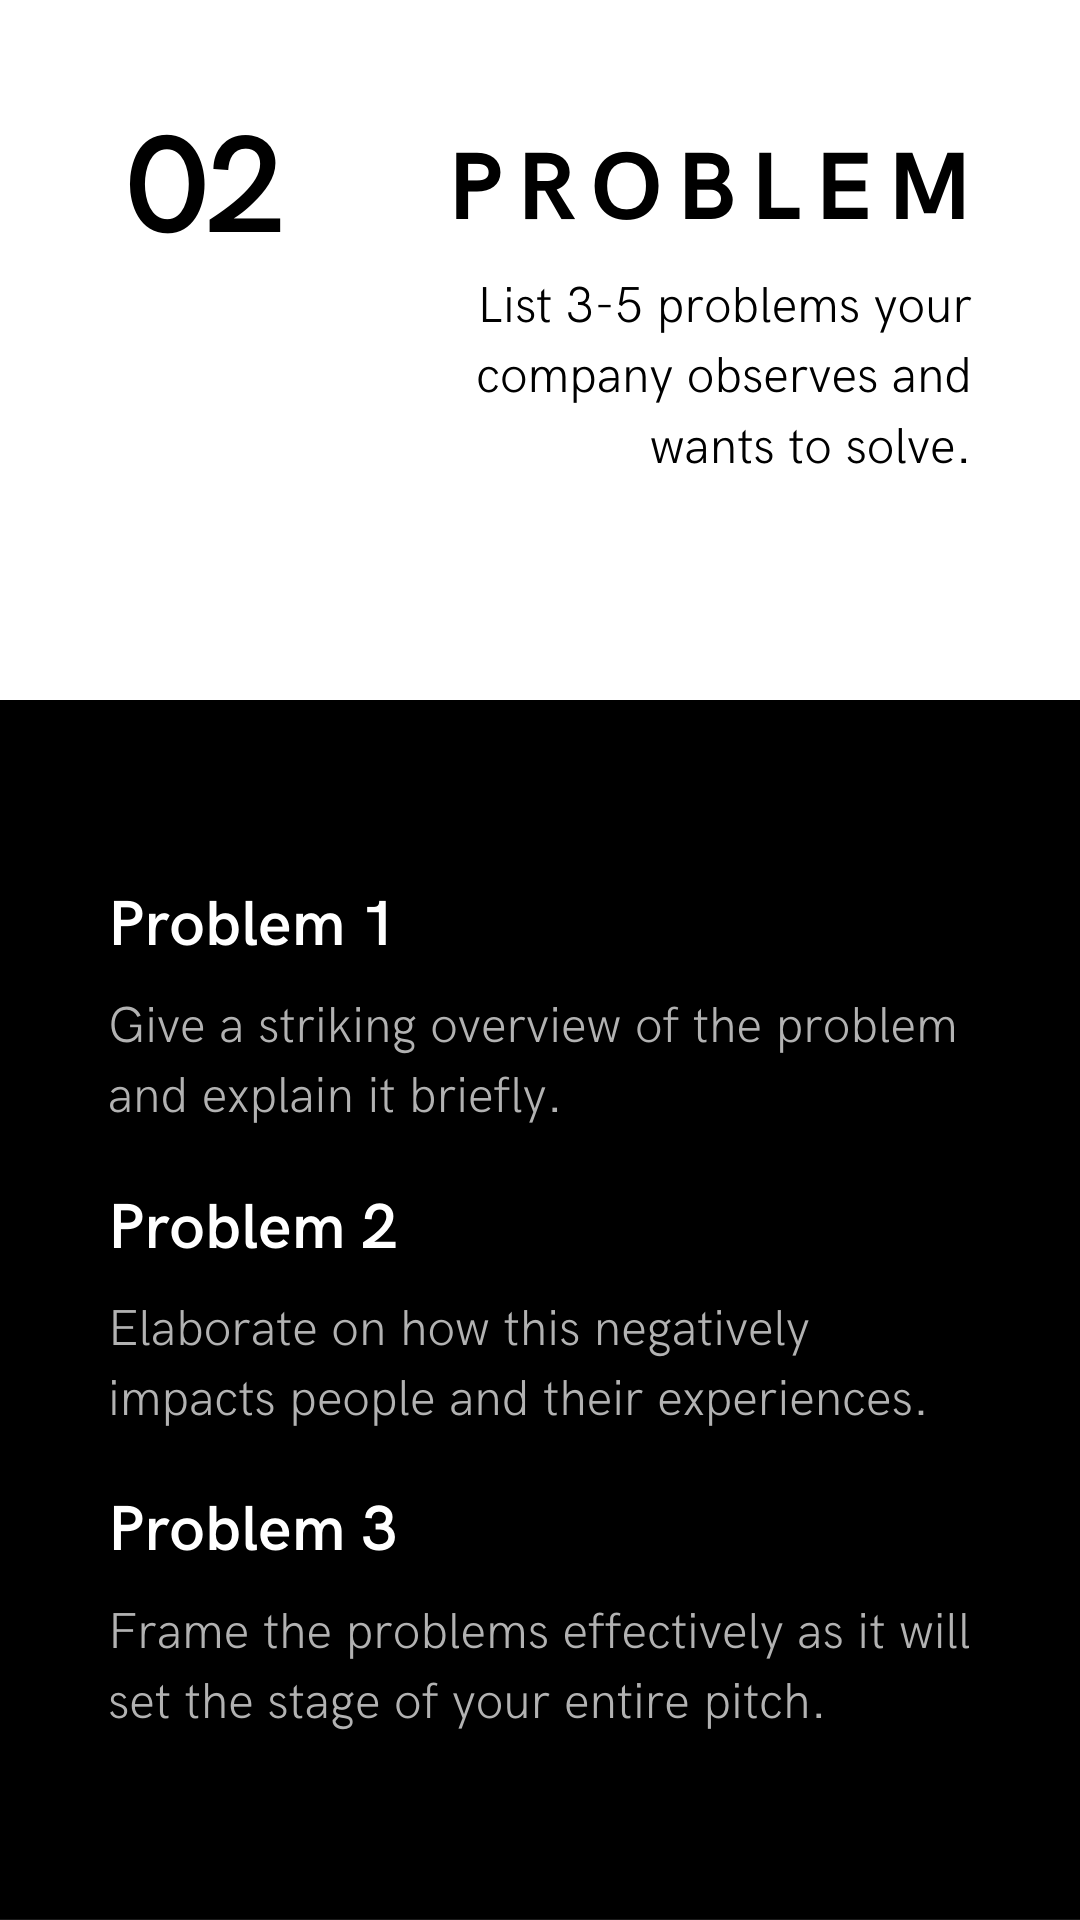 02
PROBLEM
List 3-5 problems your
company observes and
wants to solve.
Problem 1
Give a striking overview of the problem
and explain it briefly.
Problem 2
Elaborate on how this negatively
impacts people and their experiences.
Problem 3
Frame the problems effectively as it will
set the stage of your entire pitch.